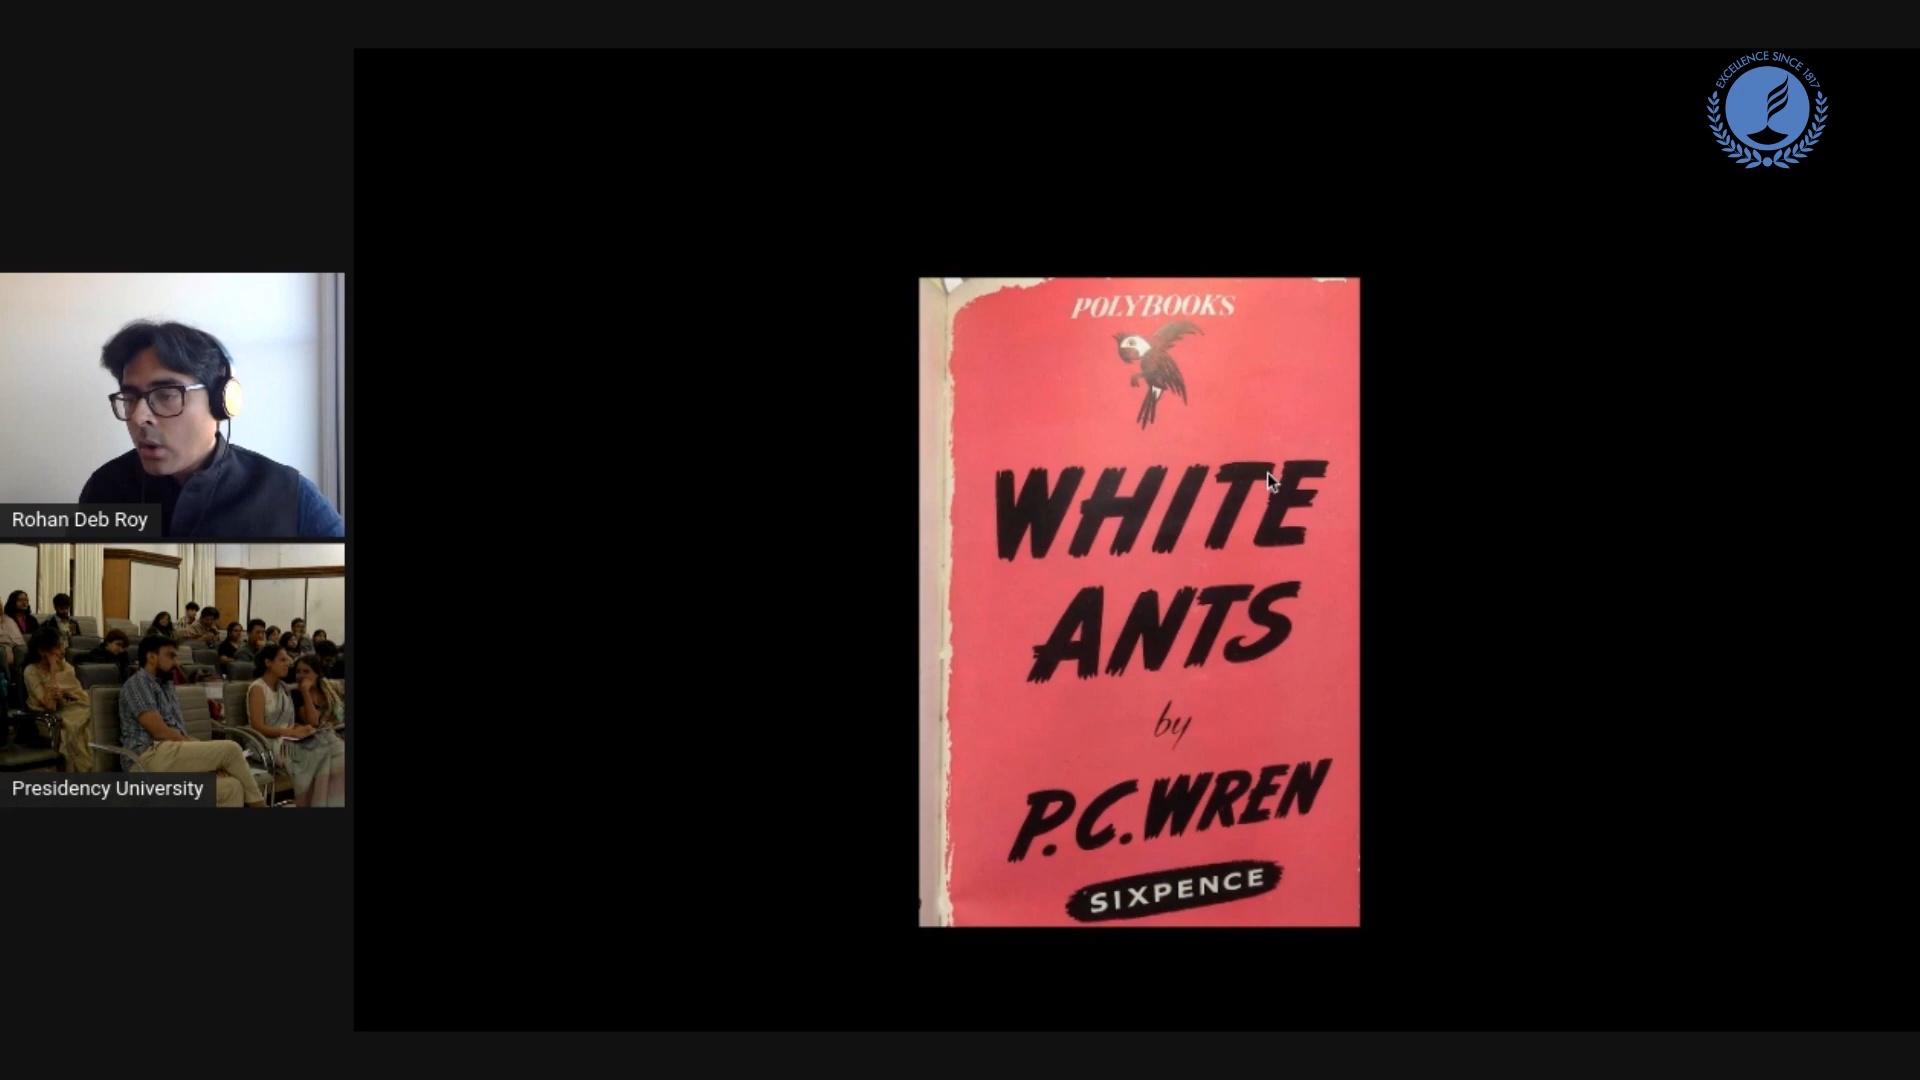 EXCELLENCE SINCE 1817
POLYBOOKS
WHITE
ANTS
by
P.C.WREN
SIXPENCE
Rohan Deb Roy
Presidency University